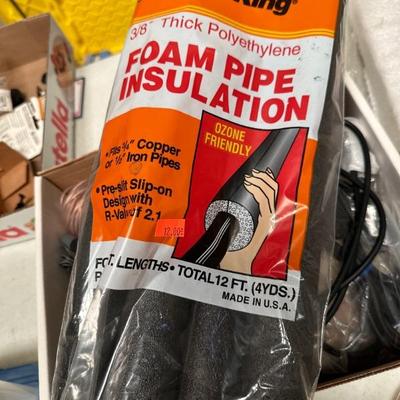 King
3/8" Thick Polyethylene
FOAM PIPE
INSULATION
OZONE
FRIENDLY
• Fits ¾" Copper
or ½" Iron Pipes
• Pre-slit Slip-on
Design with
R-Value of 2.1
LENGTHS • TOTAL 12 FT. (4YDS.)
MADE IN U.S.A.